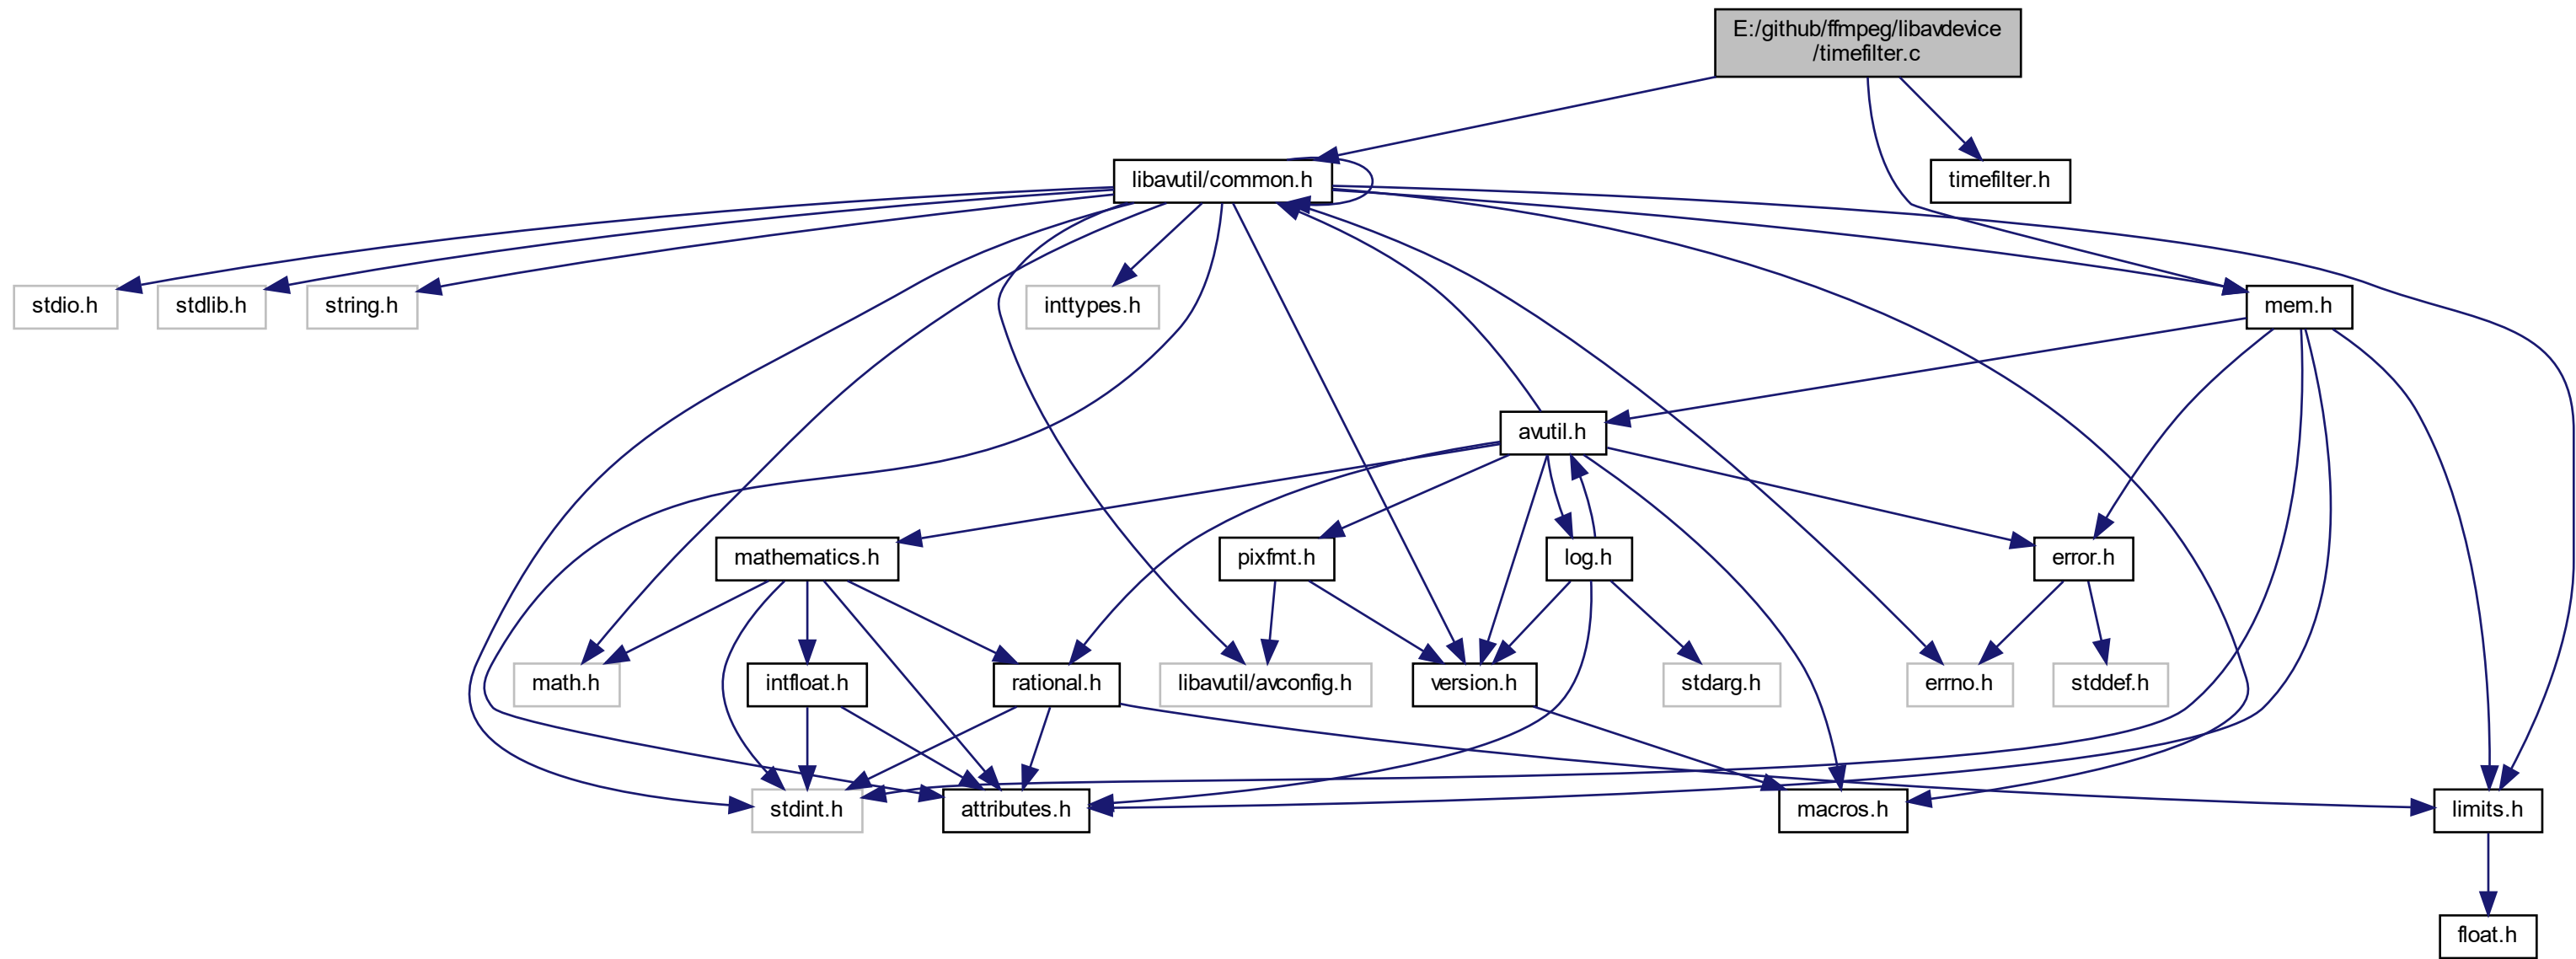 E:/github/ffmpeg/libavdevice
/timefilter.c
libavutil/common.h
timefilter.h
stdio.h
stdlib.h
string.h
inttypes.h
mem.h
avutil.h
mathematics.h
pixfmt.h
log.h
error.h
math.h
intfloat.h
rational.h
libavutil/avconfig.h
version.h
stdarg.h
errno.h
stddef.h
stdint.h
attributes.h
macros.h
limits.h
float.h